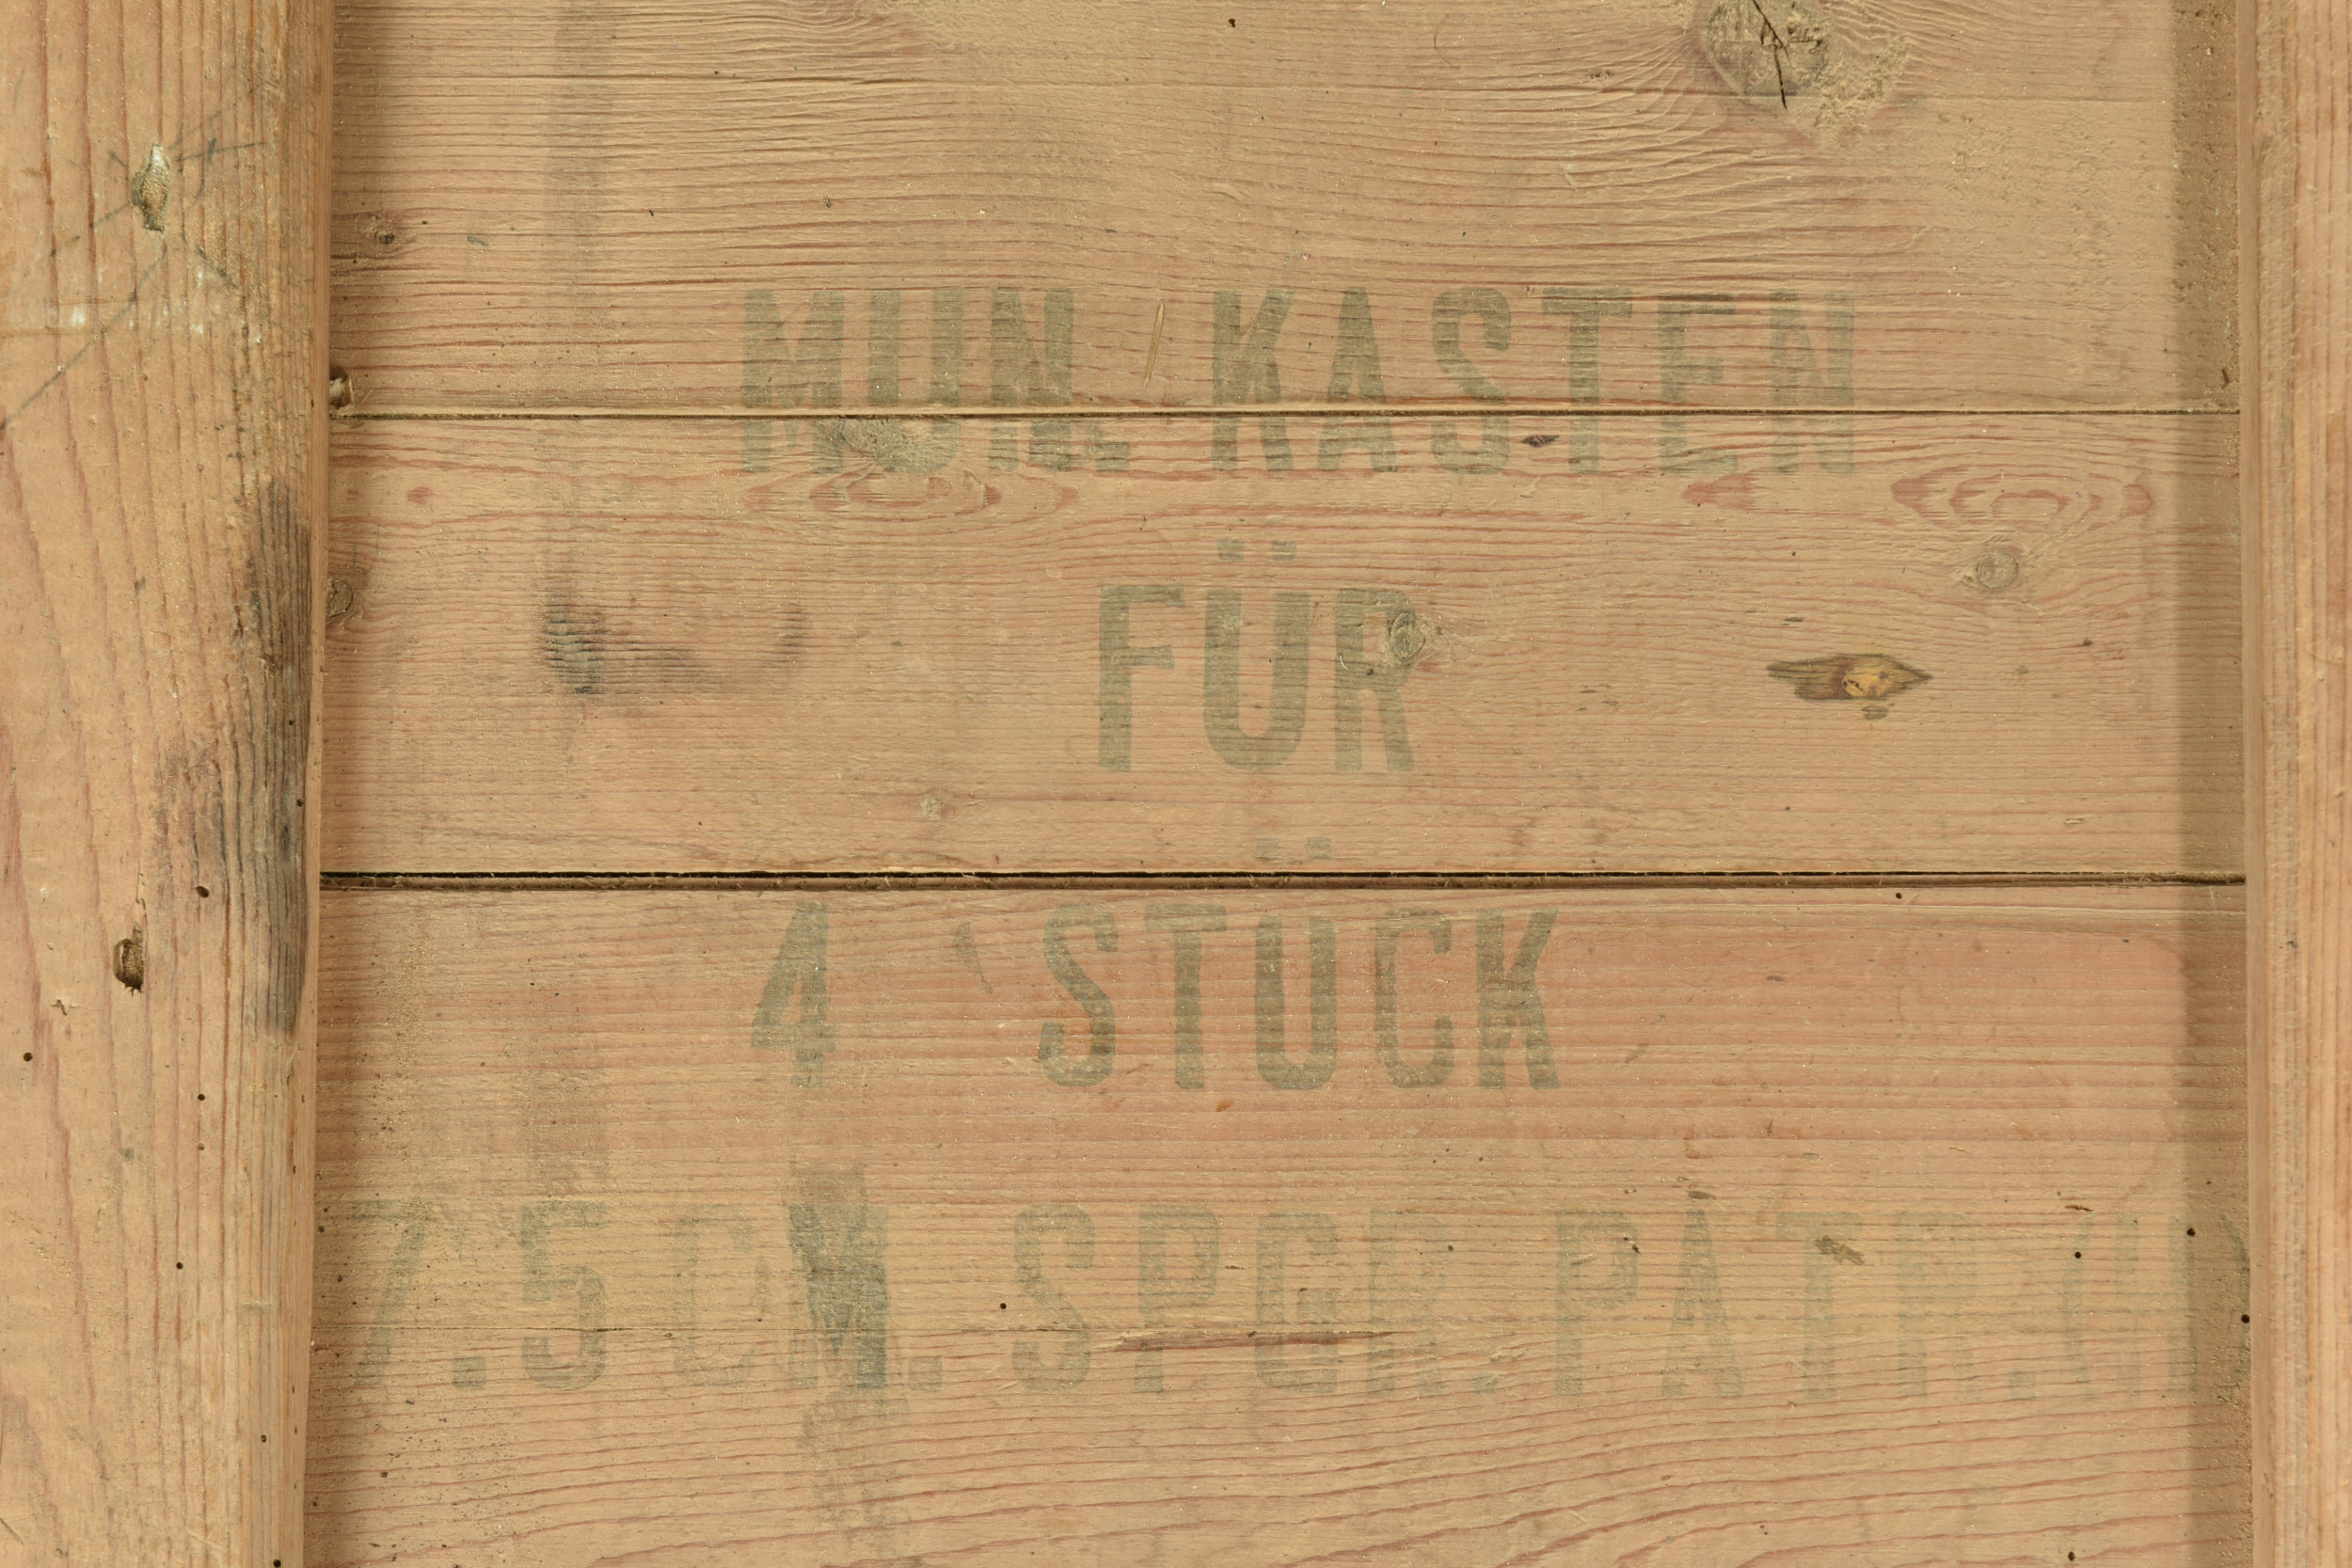 MUN. KASTEN
FÜR
4 STÜCK
7.5 CM. SPGR. PATR.